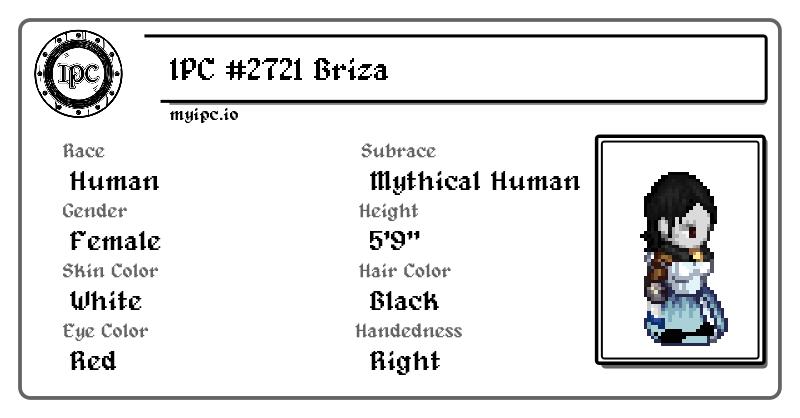 IPC
IPC #2721 Briza
myipc.io
Race
Human
Subrace
Mythical Human
Gender
Female
Height
5'9"
Skin Color
White
Hair Color
Black
Eye Color
Red
Handedness
Right